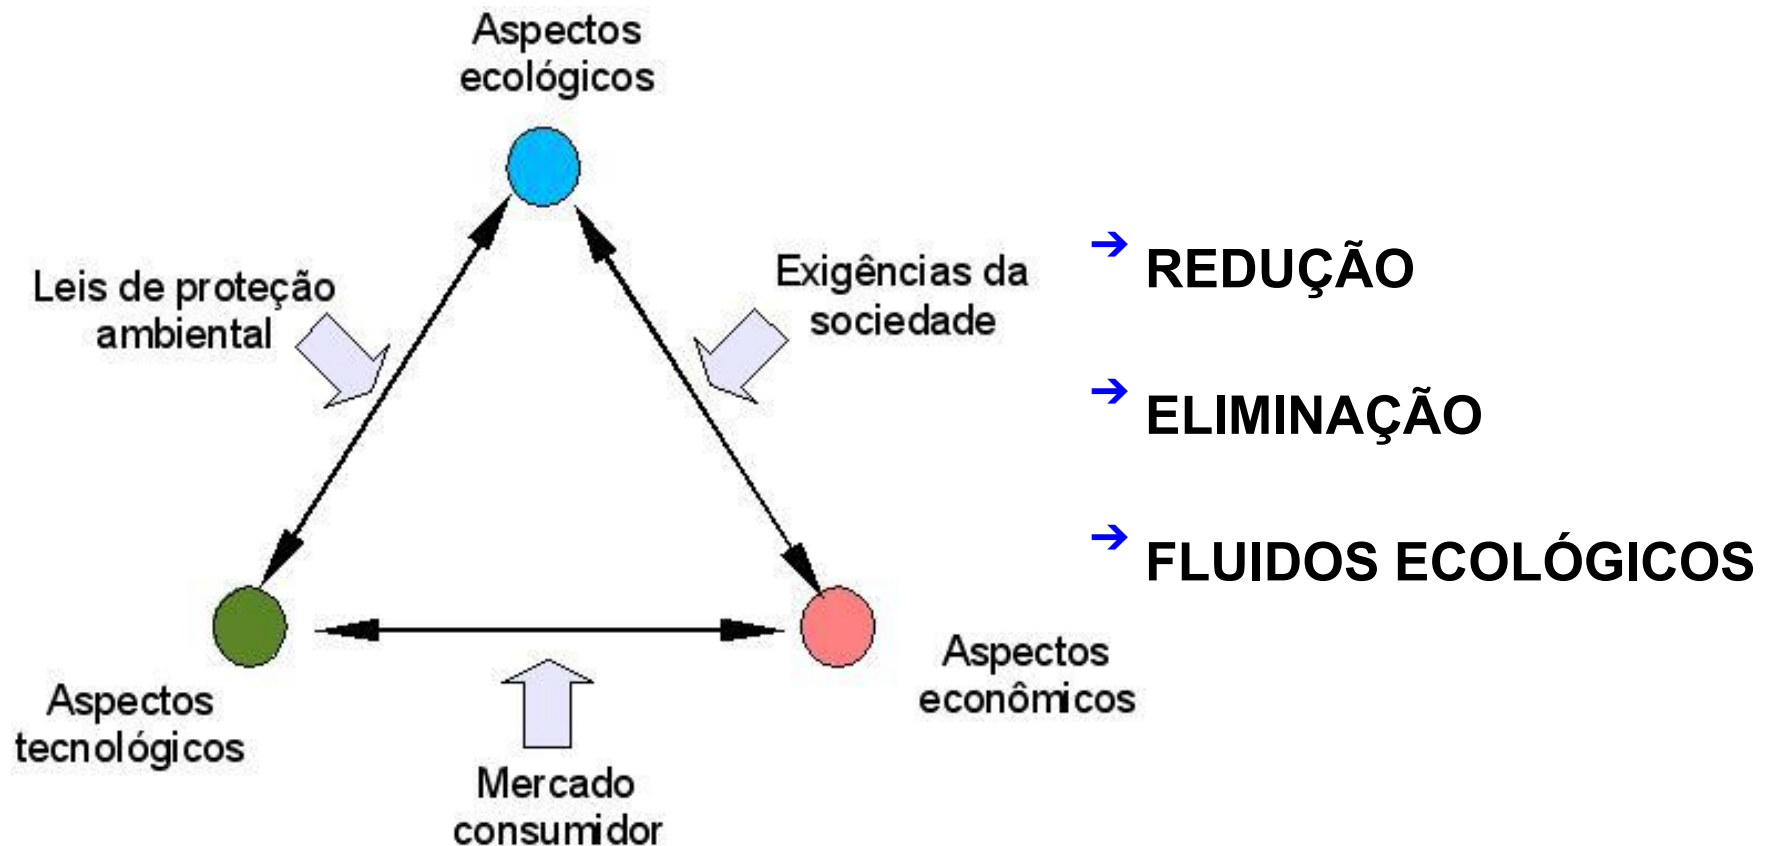 Aspectos
ecológicos
Leis de proteção
ambiental
Exigências da
sociedade
Aspectos
tecnológicos
Mercado
consumidor
Aspectos
econômicos
REDUÇÃO
ELIMINAÇÃO
FLUIDOS ECOLÓGICOS